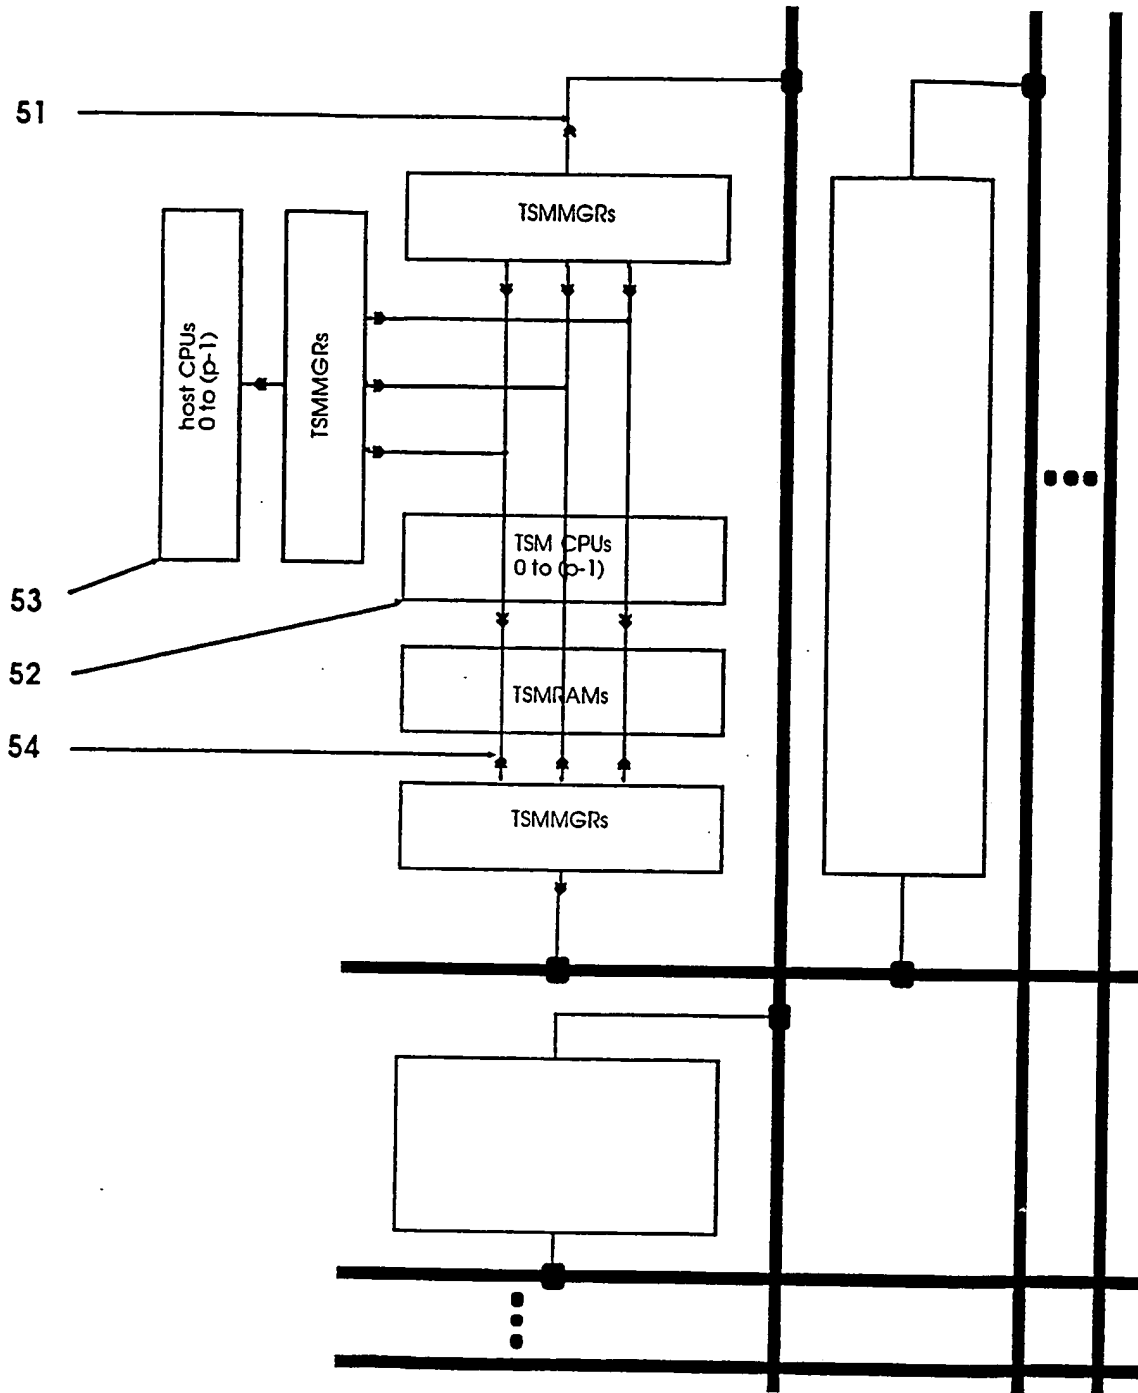 51
TSMMGRs
host CPUs
0 to (p-1)
TSMMGRs
TSM CPUs
0 to (p-1)
53
52
TSMRAMs
54
TSMMGRs